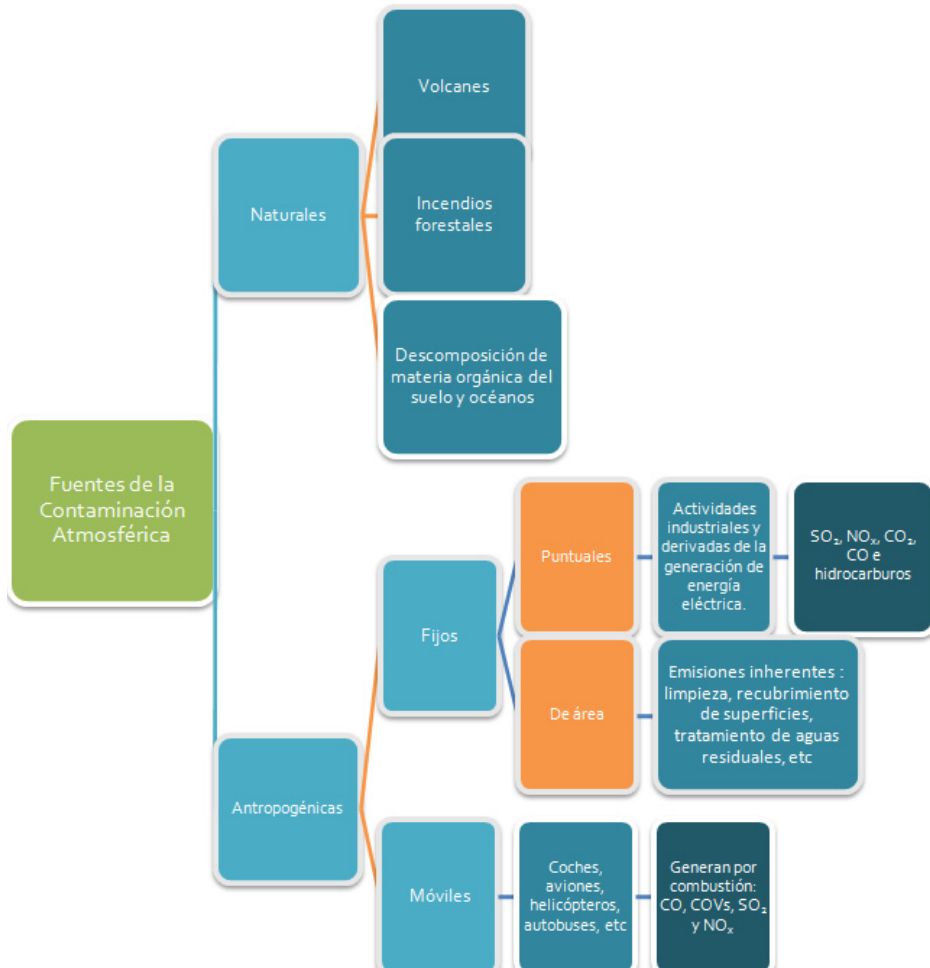 Volcanes
Naturales
Incendios
forestales
Descomposición de
materia orgánica del
suelo y océanos
Fuentes de la
Contaminación
Atmosférica
Antropogénicas
Fijos
Puntuales
Actividades
industriales y
derivadas de la
generación de
energía
eléctrica.
SO₂, NOₓ, CO₂,
CO e
hidrocarburos
De área
Emisiones inherentes :
limpieza, recubrimiento
de superficies,
tratamiento de aguas
residuales, etc
Móviles
Coches,
aviones,
helicópteros,
autobuses, etc
Generan por
combustión:
CO, COVs, SO₂
y NOₓ